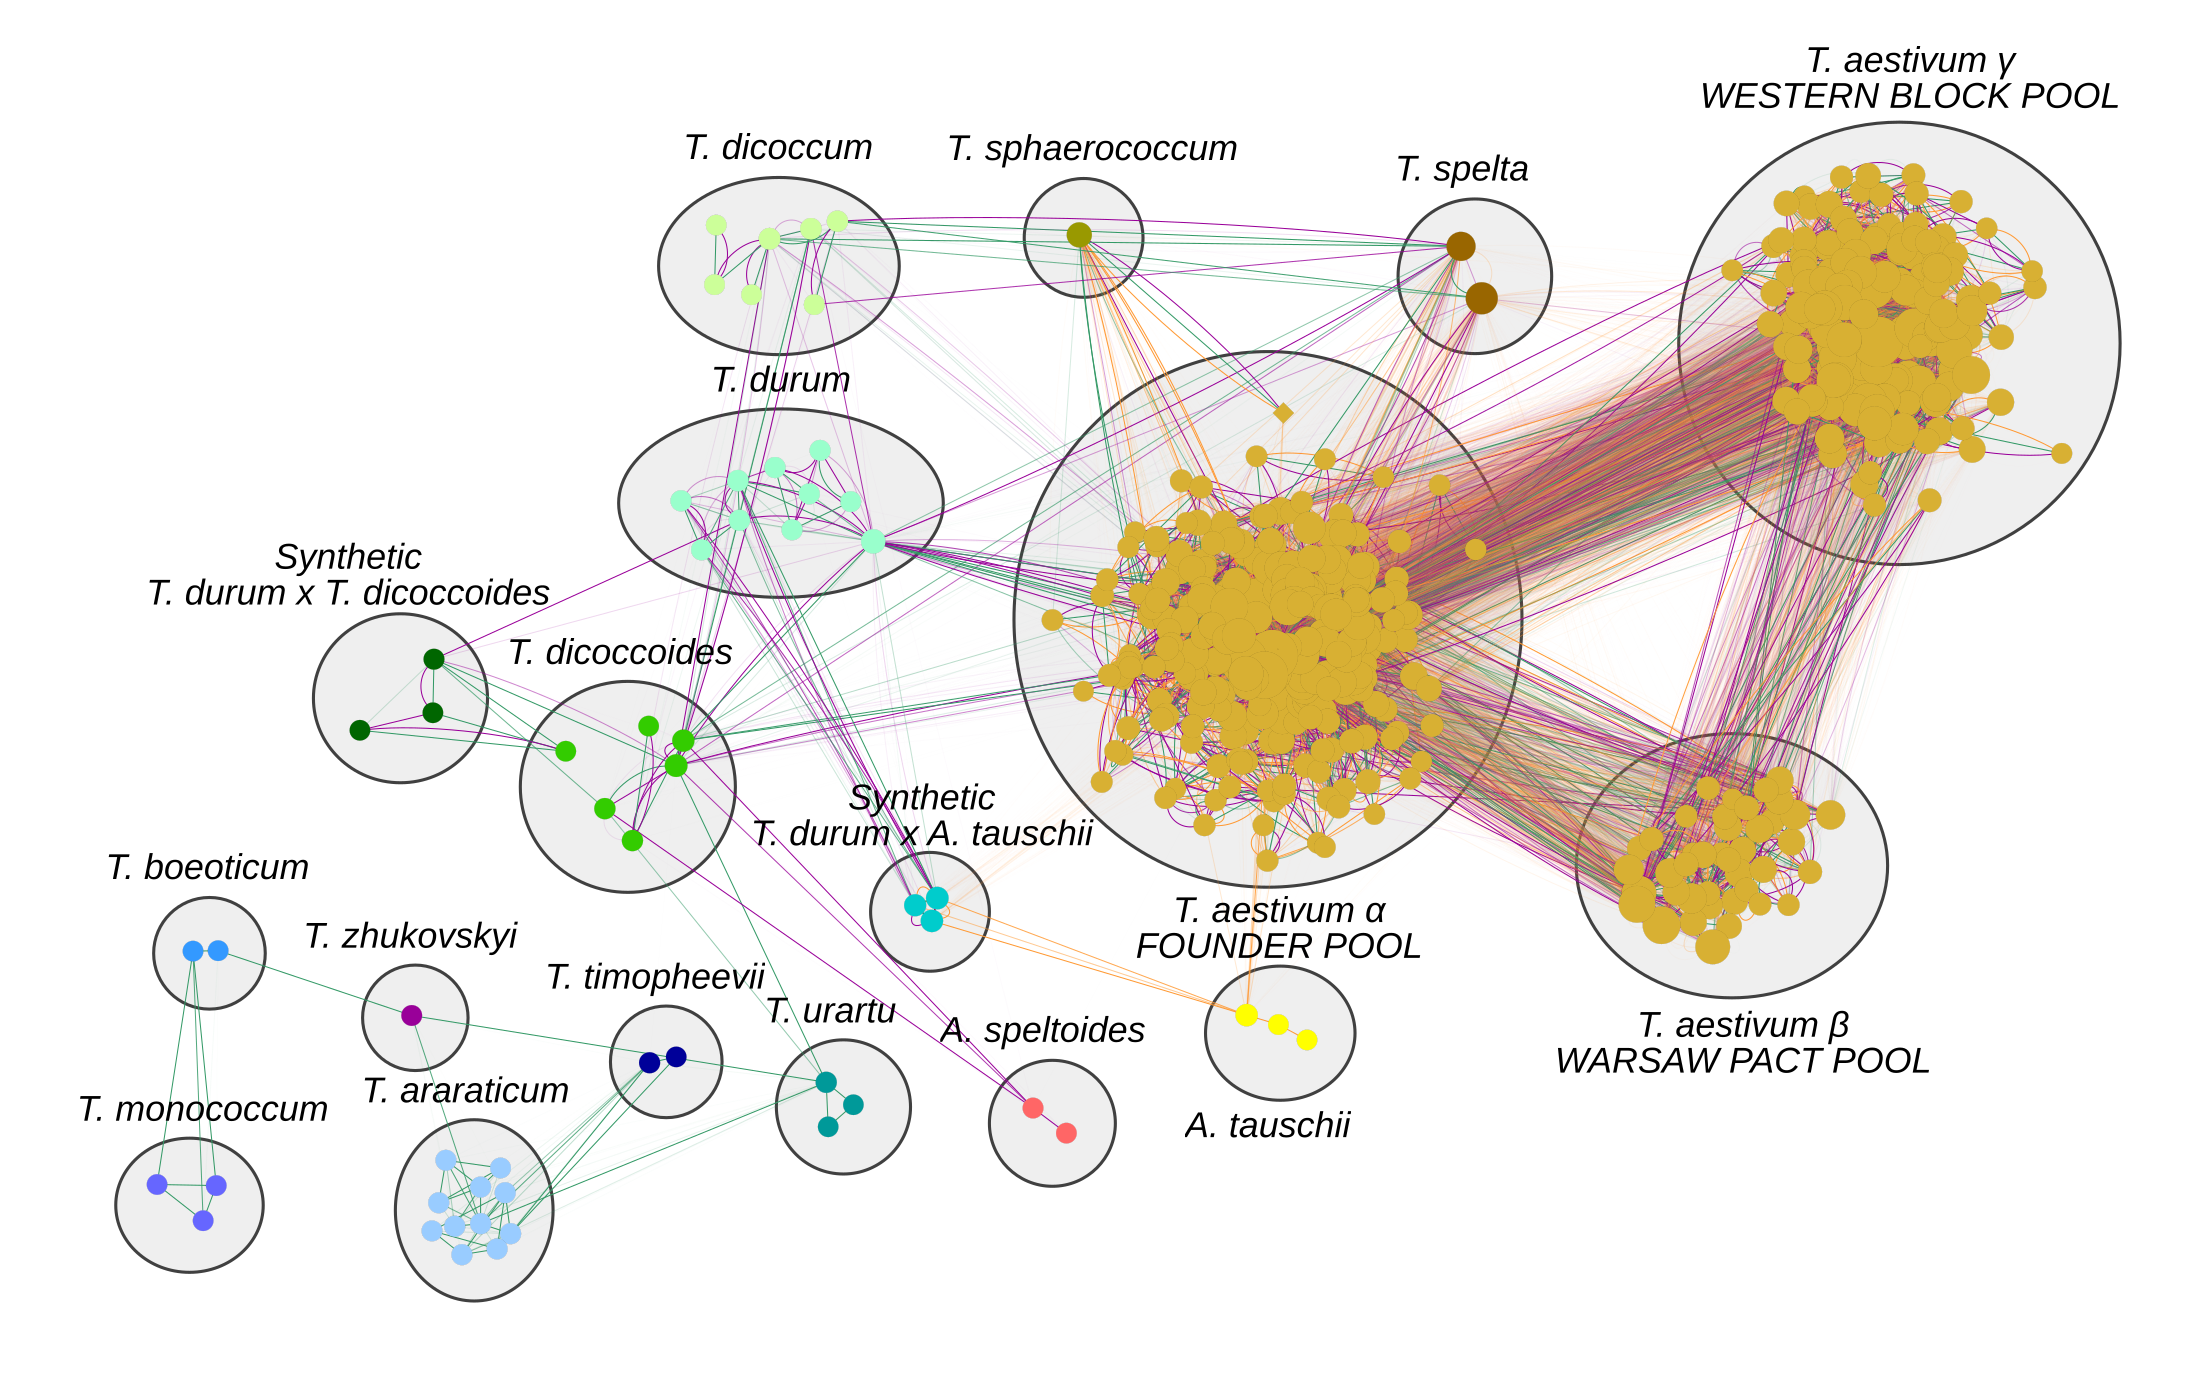 T. aestivum γ
WESTERN BLOCK POOL
T. dicoccum
T. sphaerococcum
T. spelta
T. durum
Synthetic
T. durum x T. dicoccoides
T. dicoccoides
Synthetic
T. durum x A. tauschii
T. boeoticum
T. zhukovskyi
T. aestivum α
FOUNDER POOL
T. timopheevii
T. urartu
A. speltoides
T. aestivum β
WARSAW PACT POOL
T. araraticum
T. monococcum
A. tauschii